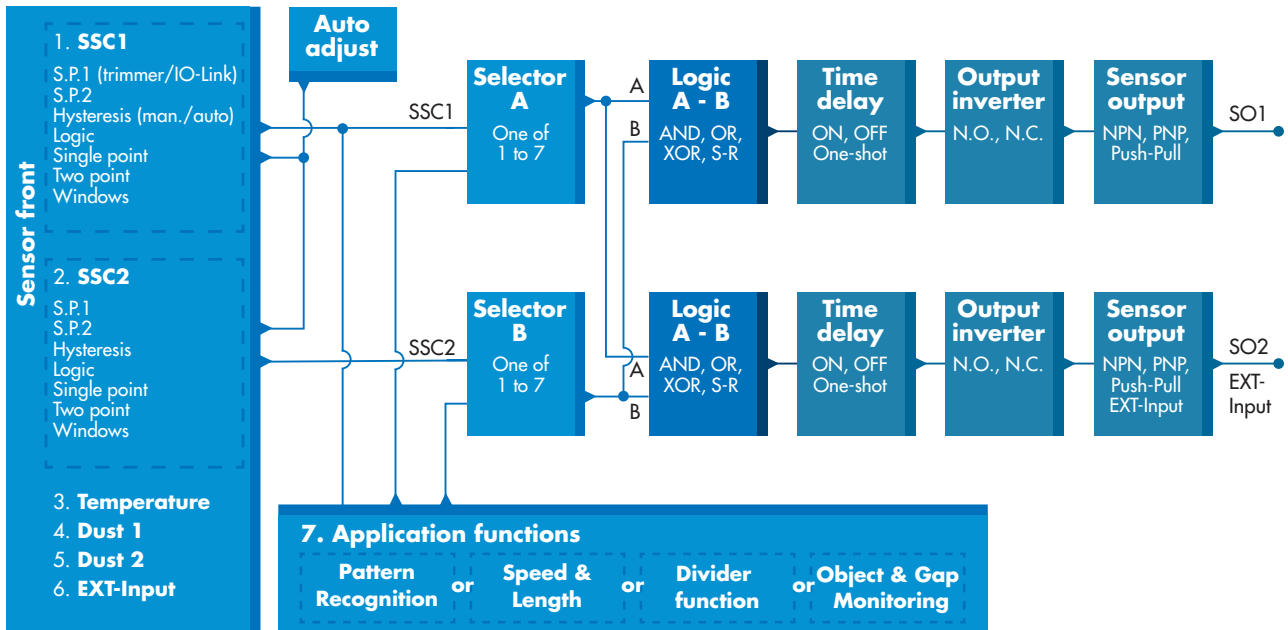 Sensor front
1. SSC1
S.P.1 (trimmer/IO-Link)
S.P.2
Hysteresis (man./auto)
Logic
Single point
Two point
Windows
2. SSC2
S.P.1
S.P.2
Hysteresis
Logic
Single point
Two point
Windows
3. Temperature
4. Dust 1
5. Dust 2
6. EXT-Input
Auto
adjust
SSC1
Selector
A
One of
1 to 7
A
B
Logic
A - B
AND, OR,
XOR, S-R
Time
delay
ON, OFF
One-shot
Output
inverter
N.O., N.C.
Sensor
output
NPN, PNP,
Push-Pull
SO1
SSC2
Selector
B
One of
1 to 7
A
B
Logic
A - B
AND, OR,
XOR, S-R
Time
delay
ON, OFF
One-shot
Output
inverter
N.O., N.C.
Sensor
output
NPN, PNP,
Push-Pull
EXT-Input
SO2
EXT-
Input
7. Application functions
Pattern
Recognition
or
Speed &
Length
or
Divider
function
or
Object & Gap
Monitoring